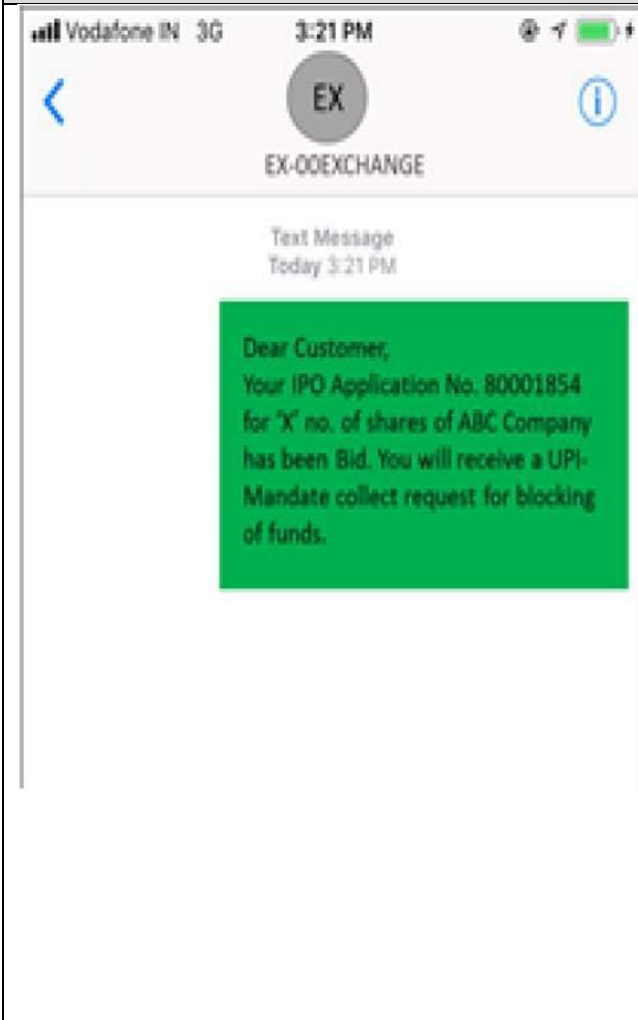 Vodafone IN 3G 3:21 PM
EX
EX-00EXCHANGE
Text Message
Today 3:21 PM
Dear Customer,
Your IPO Application No. 80001854
for 'X' no. of shares of ABC Company
has been Bid. You will receive a UPI-
Mandate collect request for blocking
of funds.